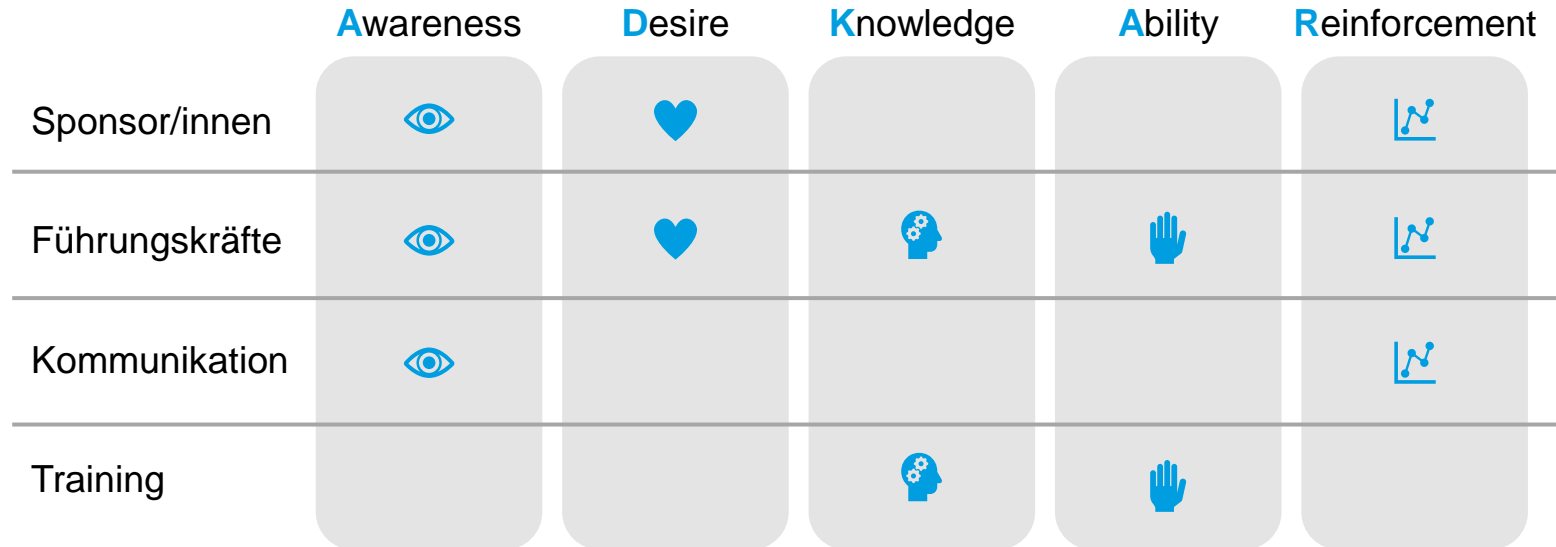 Awareness Desire Knowledge Ability Reinforcement
Sponsor/innen
Führungskräfte
Kommunikation
Training